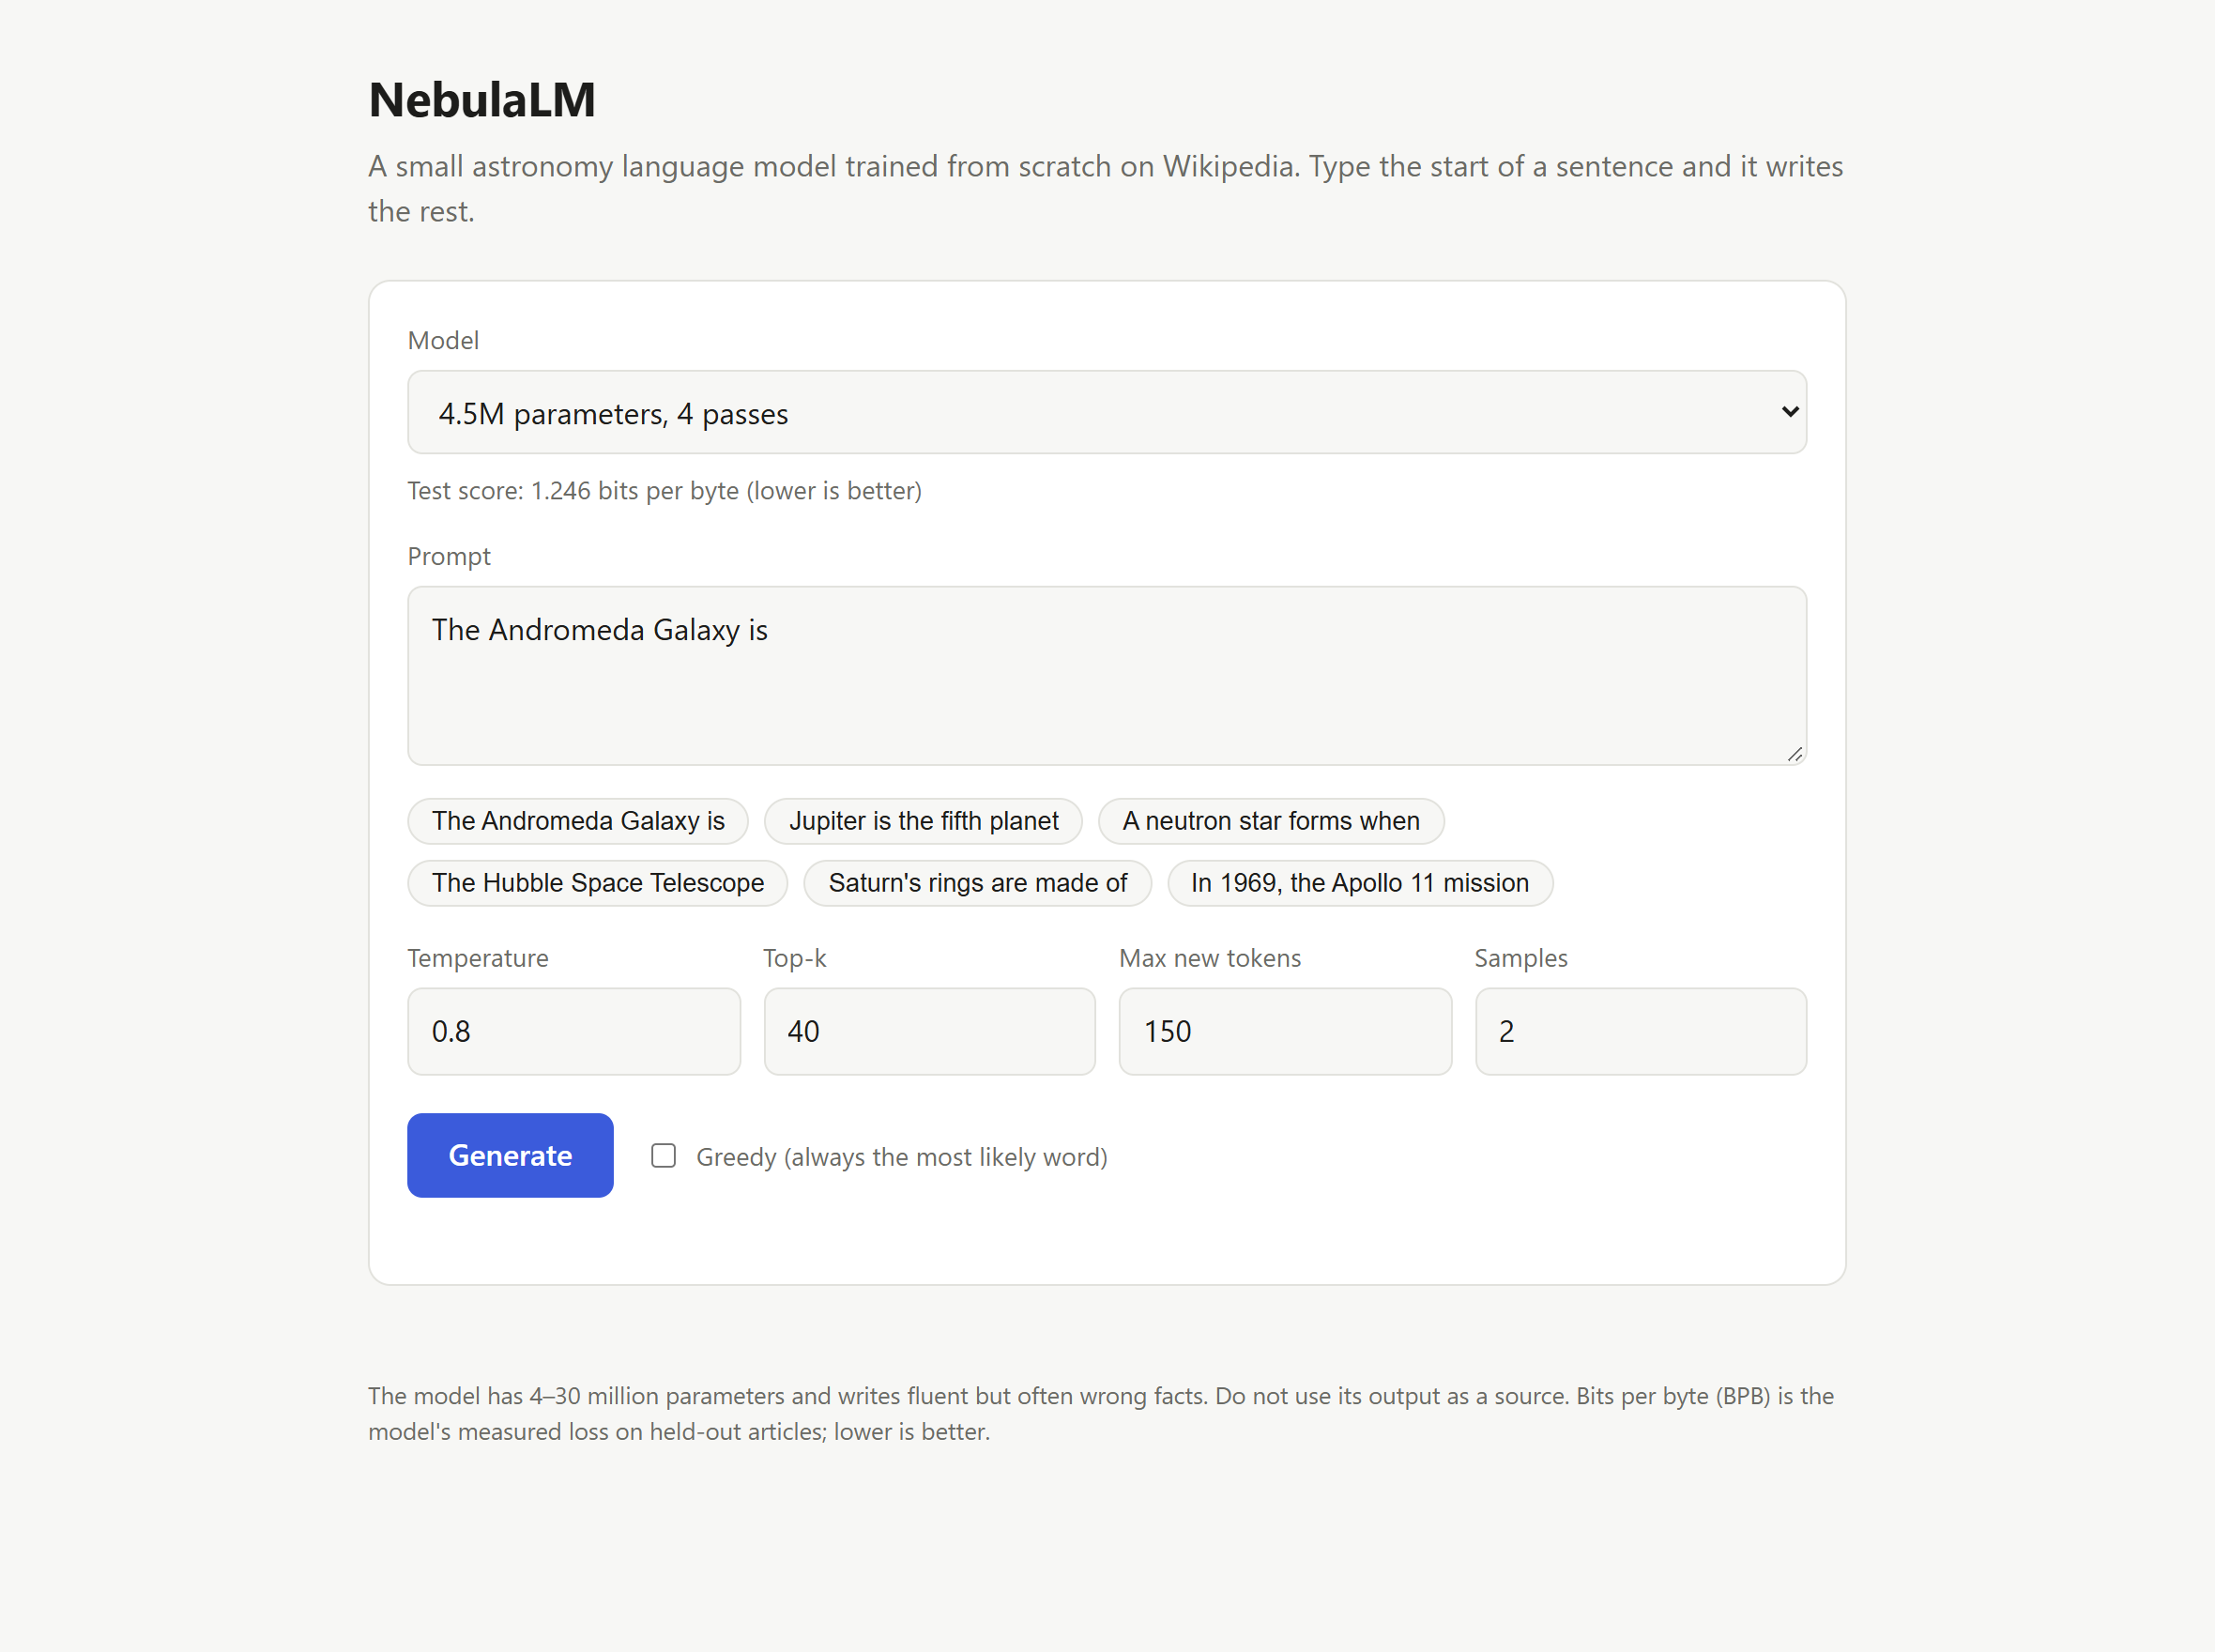 NebulaLM
A small astronomy language model trained from scratch on Wikipedia. Type the start of a sentence and it writes
the rest.
Model
4.5M parameters, 4 passes
Test score: 1.246 bits per byte (lower is better)
Prompt
The Andromeda Galaxy is
The Andromeda Galaxy is Jupiter is the fifth planet A neutron star forms when
The Hubble Space Telescope Saturn's rings are made of In 1969, the Apollo 11 mission
Temperature Top-k Max new tokens Samples
0.8 40 150 2
Generate Greedy (always the most likely word)
The model has 4–30 million parameters and writes fluent but often wrong facts. Do not use its output as a source. Bits per byte (BPB) is the
model's measured loss on held-out articles; lower is better.